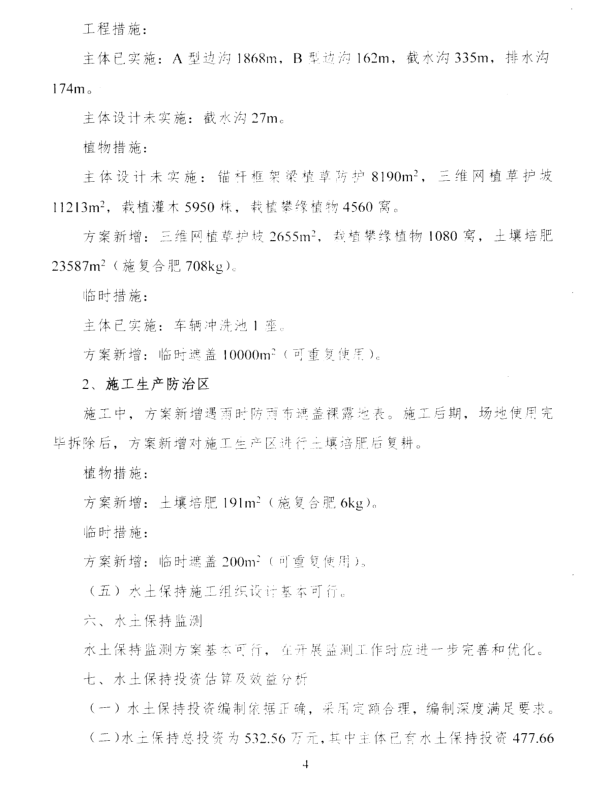 工程措施：
主体已实施：A 型边沟 1868m，B 型边沟 162m，截水沟 335m，排水沟
174m。
主体设计未实施：截水沟 27m。
植物措施：
主体设计未实施：锚杆框架梁植草防护 8190m²，三维网植草护坡
11213m²，栽植灌木 5950 株，栽植攀缘植物 4560 窝。
方案新增：三维网植草护坡 2655m²，栽植攀缘植物 1080 窝，土壤培肥
23587m²（施复合肥 708kg）。
临时措施：
主体已实施：车辆冲洗池 1 座。
方案新增：临时遮盖 10000m²（可重复使用）。
2、施工生产防治区
施工中，方案新增遇雨时防雨布遮盖裸露地表。施工后期，场地使用完
毕拆除后，方案新增对施工生产区进行土壤培肥后复耕。
植物措施：
方案新增：土壤培肥 191m²（施复合肥 6kg）。
临时措施：
方案新增：临时遮盖 200m²（可重复使用）。
（五）水土保持施工组织设计基本可行。
六、水土保持监测
水土保持监测方案基本可行，在开展监测工作时应进一步完善和优化。
七、水土保持投资估算及效益分析
（一）水土保持投资编制依据正确，采用定额合理，编制深度满足要求。
（二）水土保持总投资为 532.56 万元，其中主体已有水土保持投资 477.66
4